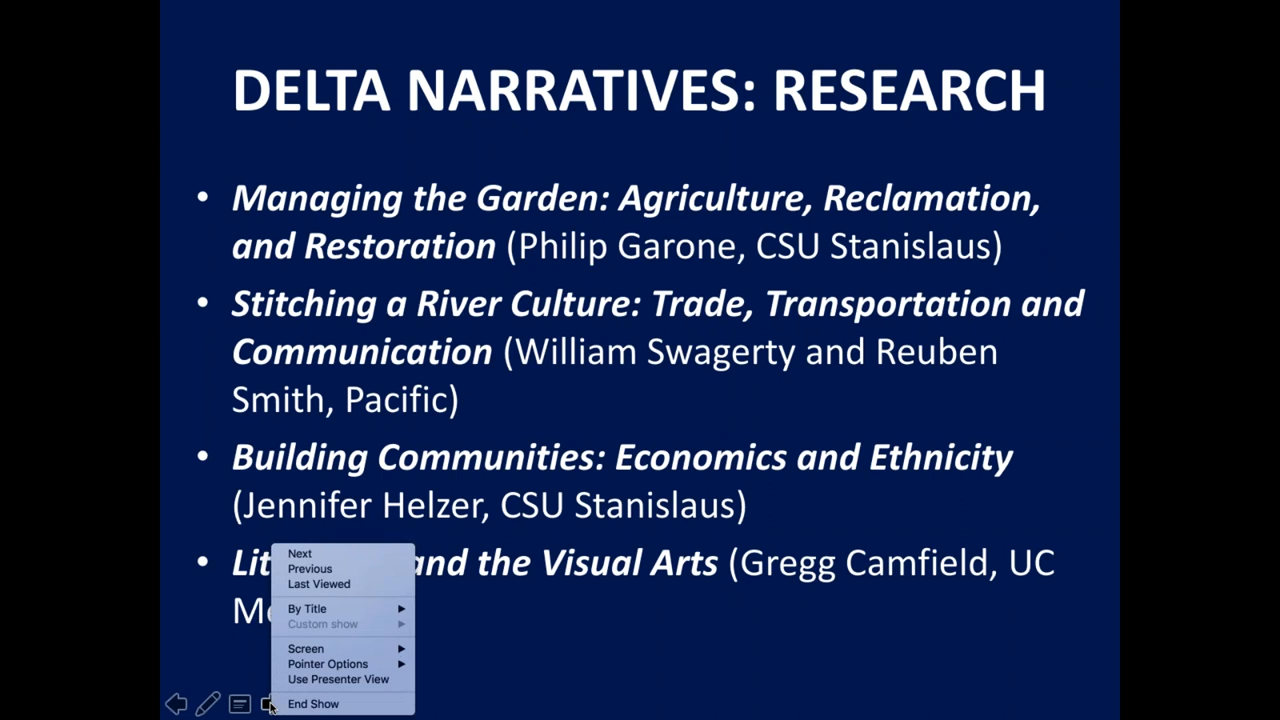 DELTA NARRATIVES: RESEARCH
• Managing the Garden: Agriculture, Reclamation,
and Restoration (Philip Garone, CSU Stanislaus)
• Stitching a River Culture: Trade, Transportation and
Communication (William Swagerty and Reuben
Smith, Pacific)
• Building Communities: Economics and Ethnicity
(Jennifer Helzer, CSU Stanislaus)
• and the Visual Arts (Gregg Camfield, UC
Next
Previous
Last Viewed
By Title
Custom show
Screen
Pointer Options
Use Presenter View
End Show